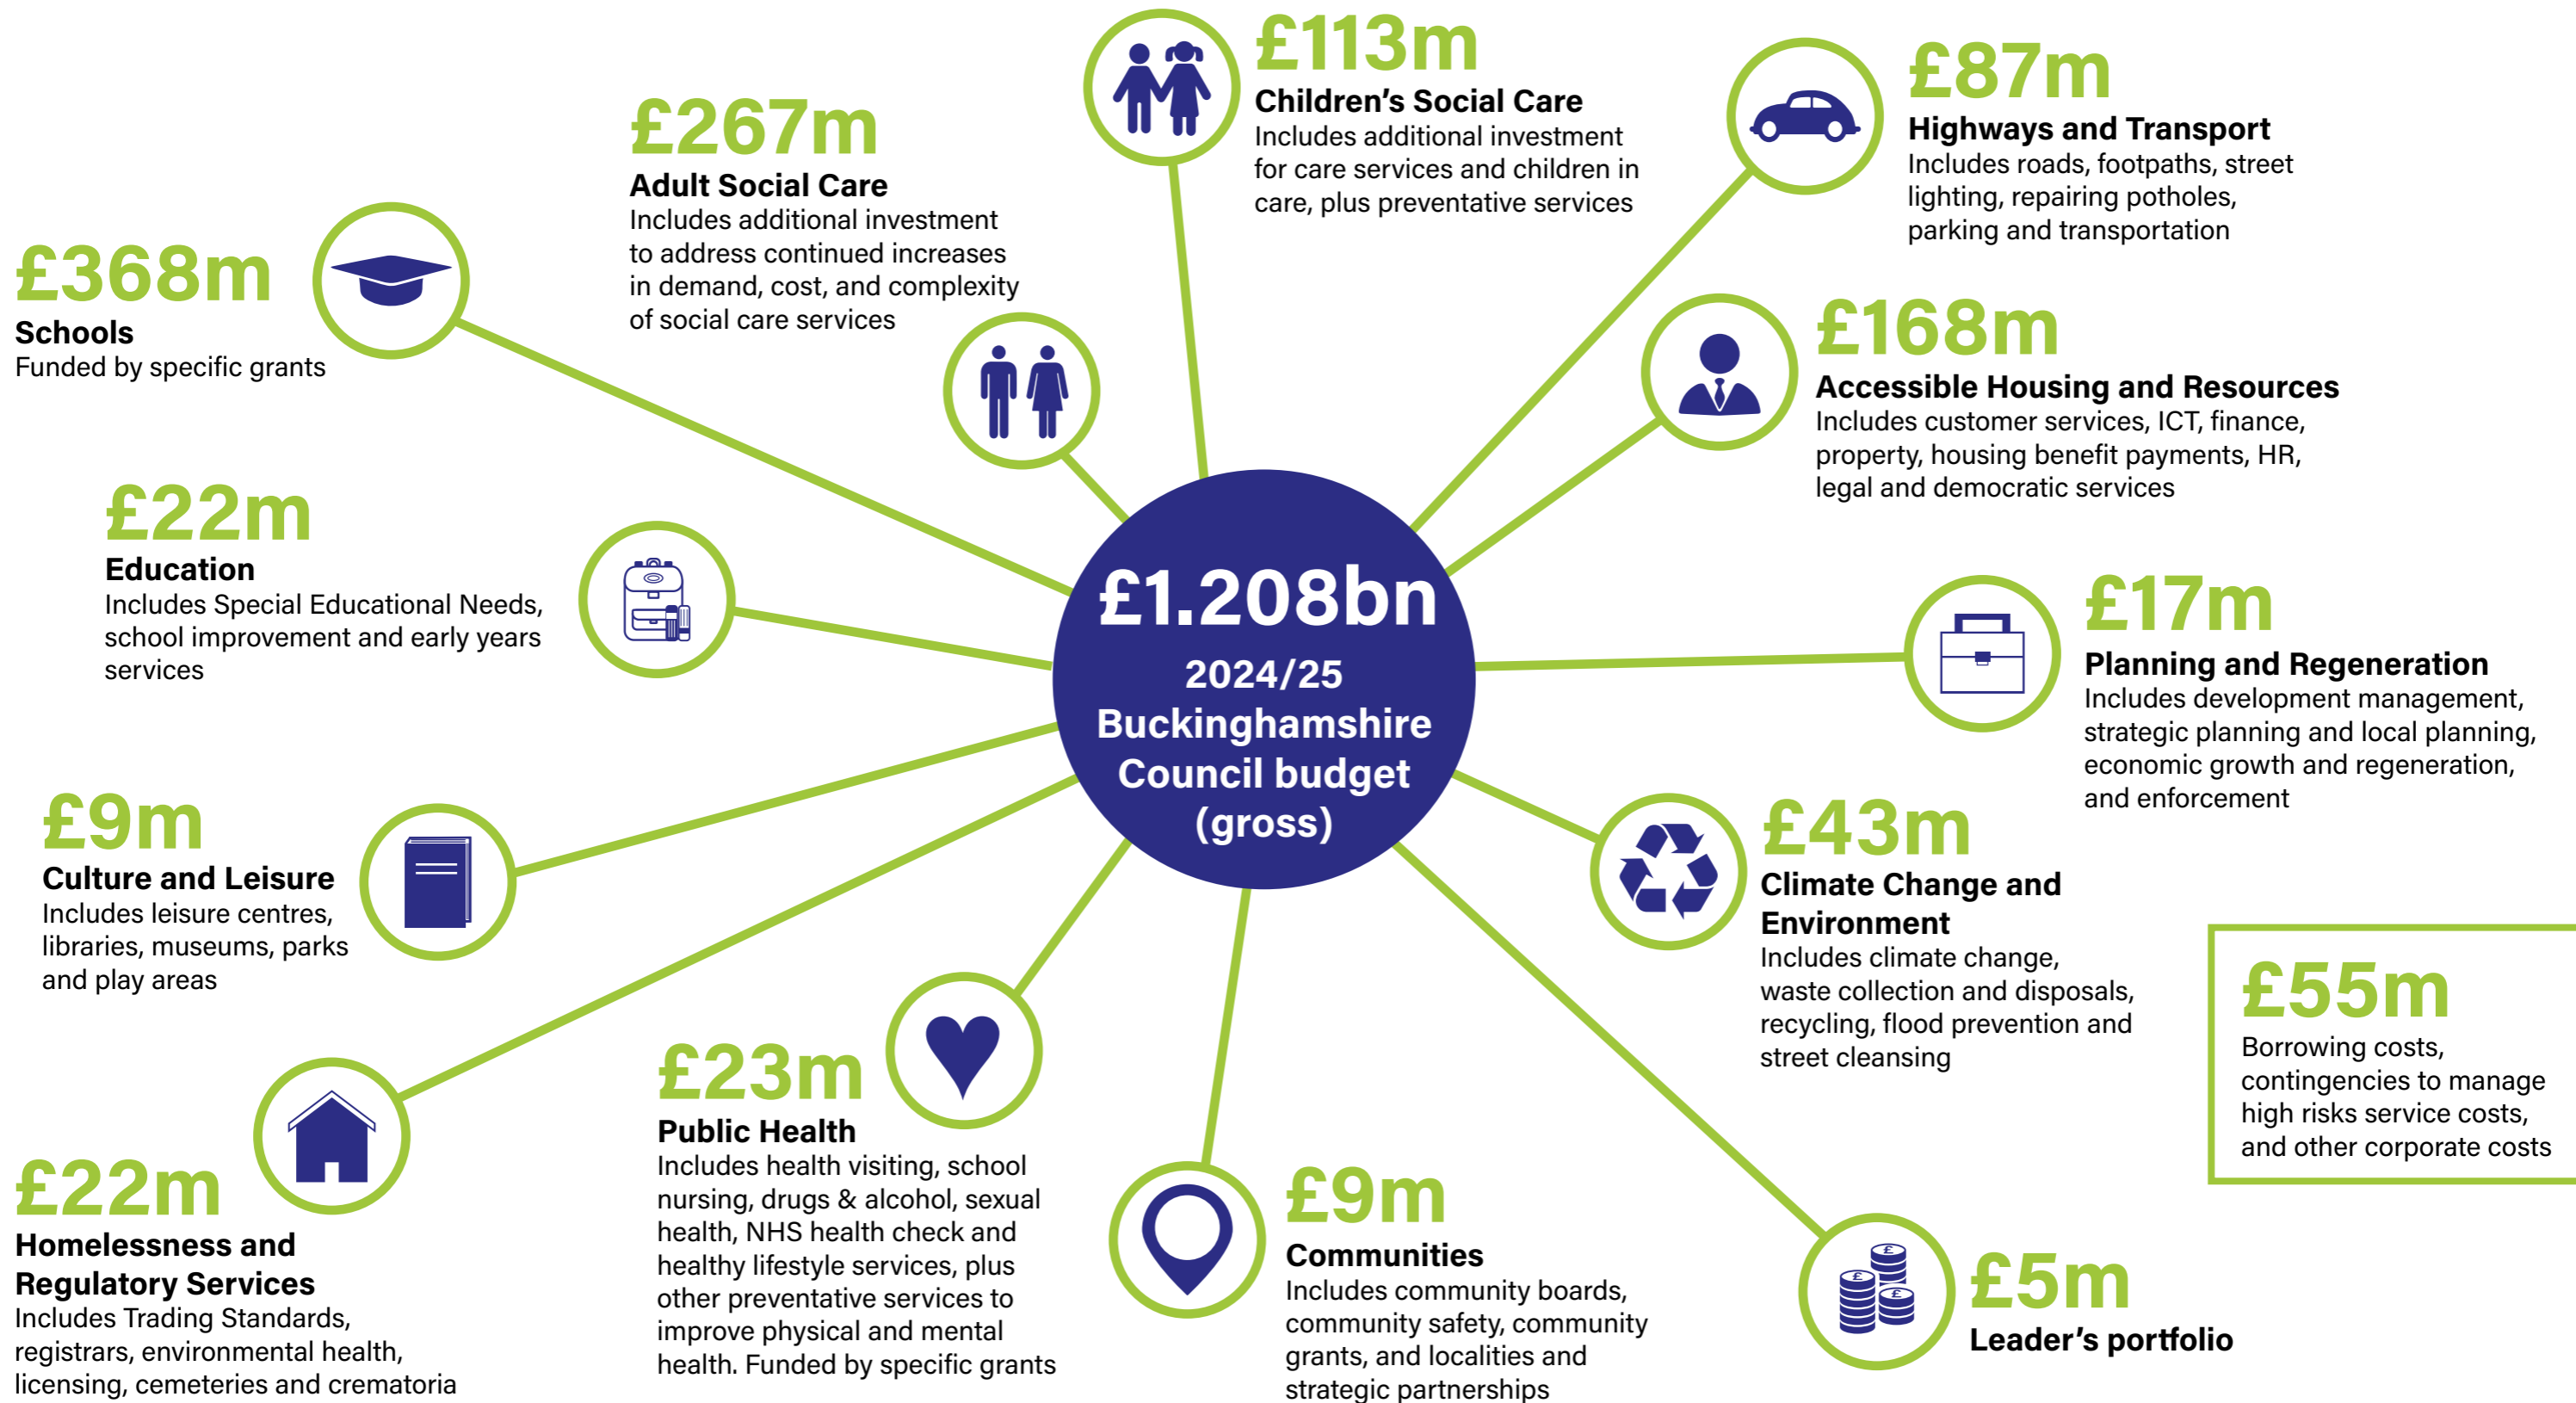 £113m
Children's Social Care
Includes additional investment
for care services and children in
care, plus preventative services
£87m
Highways and Transport
Includes roads, footpaths, street
lighting, repairing potholes,
parking and transportation
£267m
Adult Social Care
Includes additional investment
to address continued increases
in demand, cost, and complexity
of social care services
£368m
Schools
Funded by specific grants
£168m
Accessible Housing and Resources
Includes customer services, ICT, finance,
property, housing benefit payments, HR,
legal and democratic services
£22m
Education
Includes Special Educational Needs,
school improvement and early years
services
£1.208bn
2024/25
Buckinghamshire
Council budget
(gross)
£17m
Planning and Regeneration
Includes development management,
strategic planning and local planning,
economic growth and regeneration,
and enforcement
£9m
Culture and Leisure
Includes leisure centres,
libraries, museums, parks
and play areas
£43m
Climate Change and
Environment
Includes climate change,
waste collection and disposals,
recycling, flood prevention and
street cleansing
£55m
Borrowing costs,
contingencies to manage
high risks service costs,
and other corporate costs
£22m
Homelessness and
Regulatory Services
Includes Trading Standards,
registrars, environmental health,
licensing, cemeteries and crematoria
£23m
Public Health
Includes health visiting, school
nursing, drugs & alcohol, sexual
health, NHS health check and
healthy lifestyle services, plus
other preventative services to
improve physical and mental
health. Funded by specific grants
£9m
Communities
Includes community boards,
community safety, community
grants, and localities and
strategic partnerships
£
£
£
£5m
Leader's portfolio